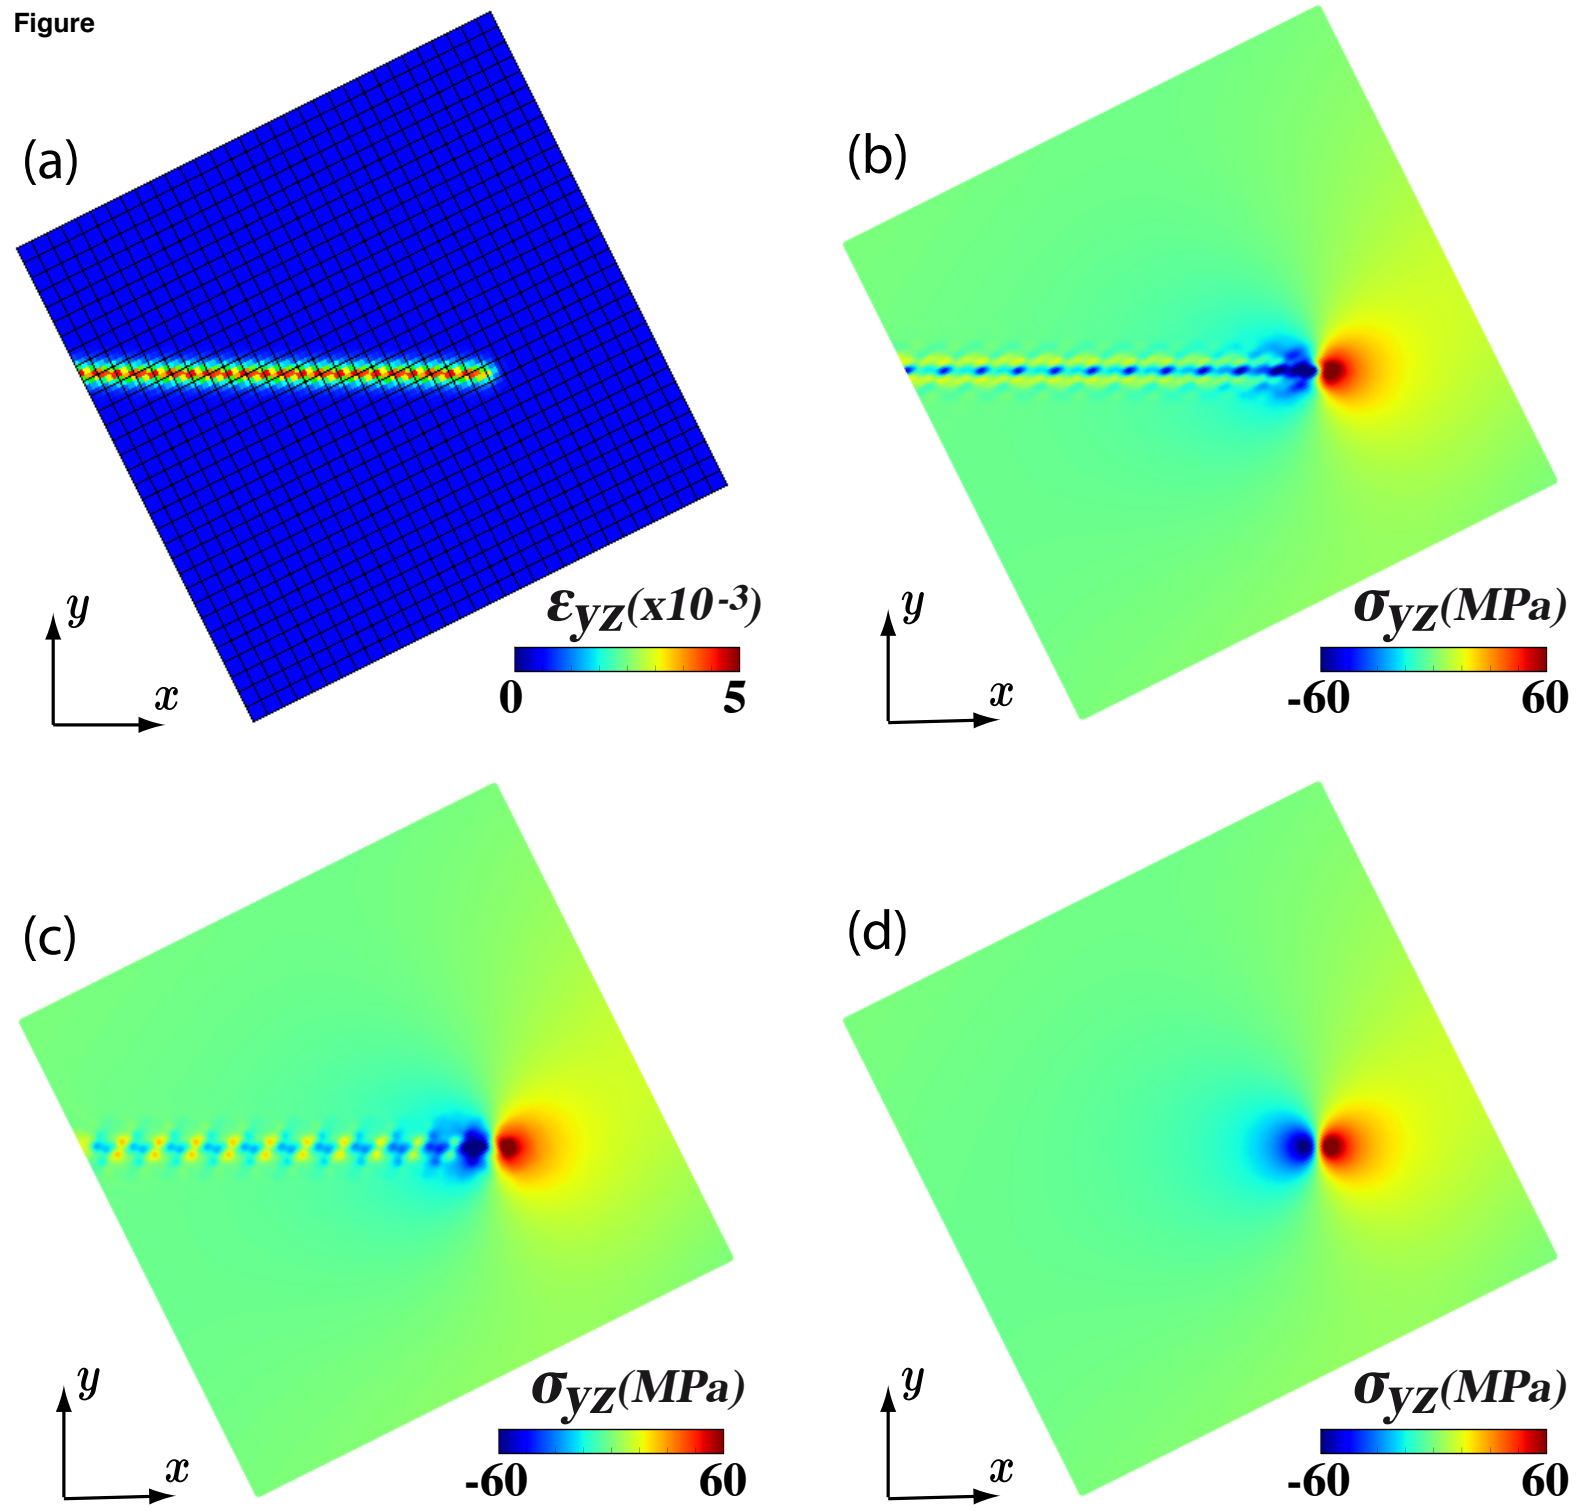 Figure
(a)
(b)
y
x
εyz(x10-3)
0 5
y
x
σyz(MPa)
-60 60
(c)
(d)
y
x
σyz(MPa)
-60 60
y
x
σyz(MPa)
-60 60